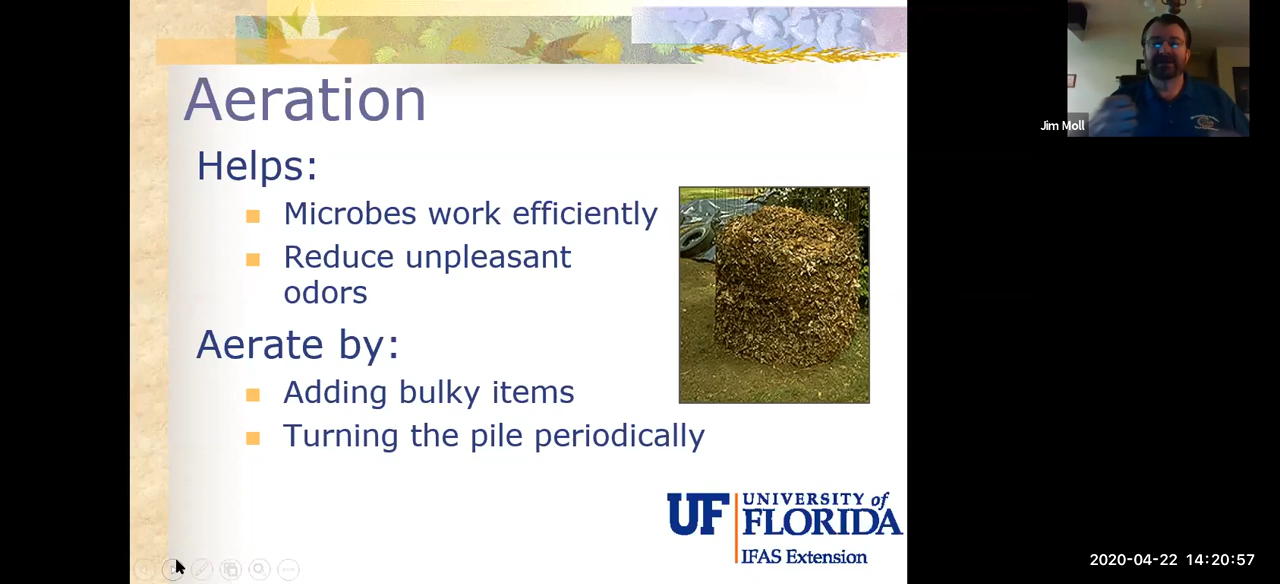 Aeration
Helps:
Microbes work efficiently
Reduce unpleasant
odors
Aerate by:
Adding bulky items
Turning the pile periodically
UF UNIVERSITY of
FLORIDA
IFAS Extension
Jim Moll
2020-04-22 14:20:57